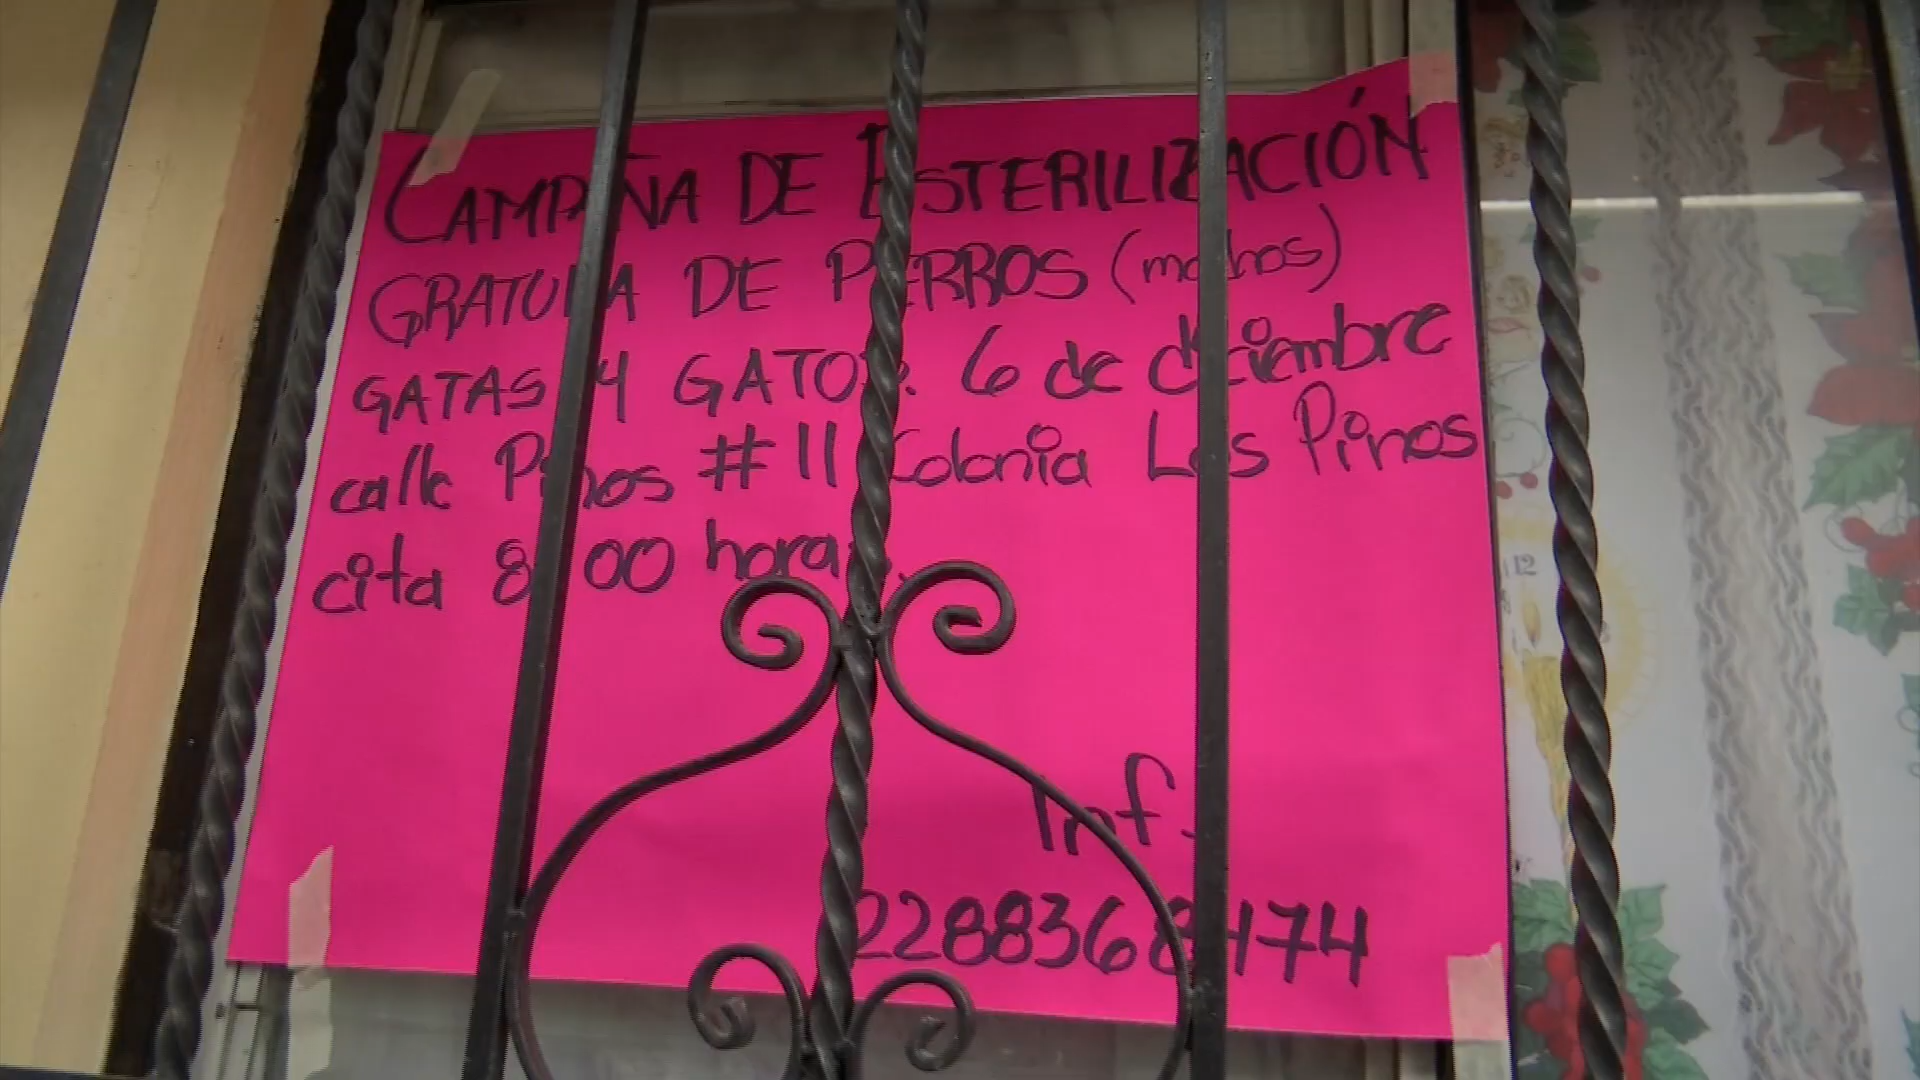 CAMPAÑA DE ESTERILIZACIÓN
GRATUITA DE PERROS (machos)
GATAS Y GATOS. 6 de diciembre
calle Pinos #11 Colonia Los Pinos
cita 8:00 horas.
Inf.
12